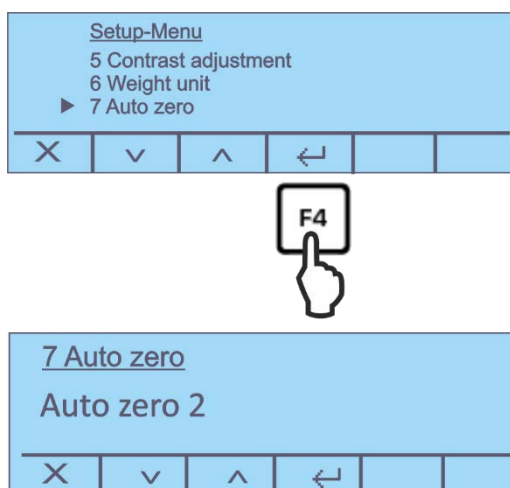 Setup-Menu
5 Contrast adjustment
6 Weight unit
7 Auto zero
F4
7 Auto zero
Auto zero 2